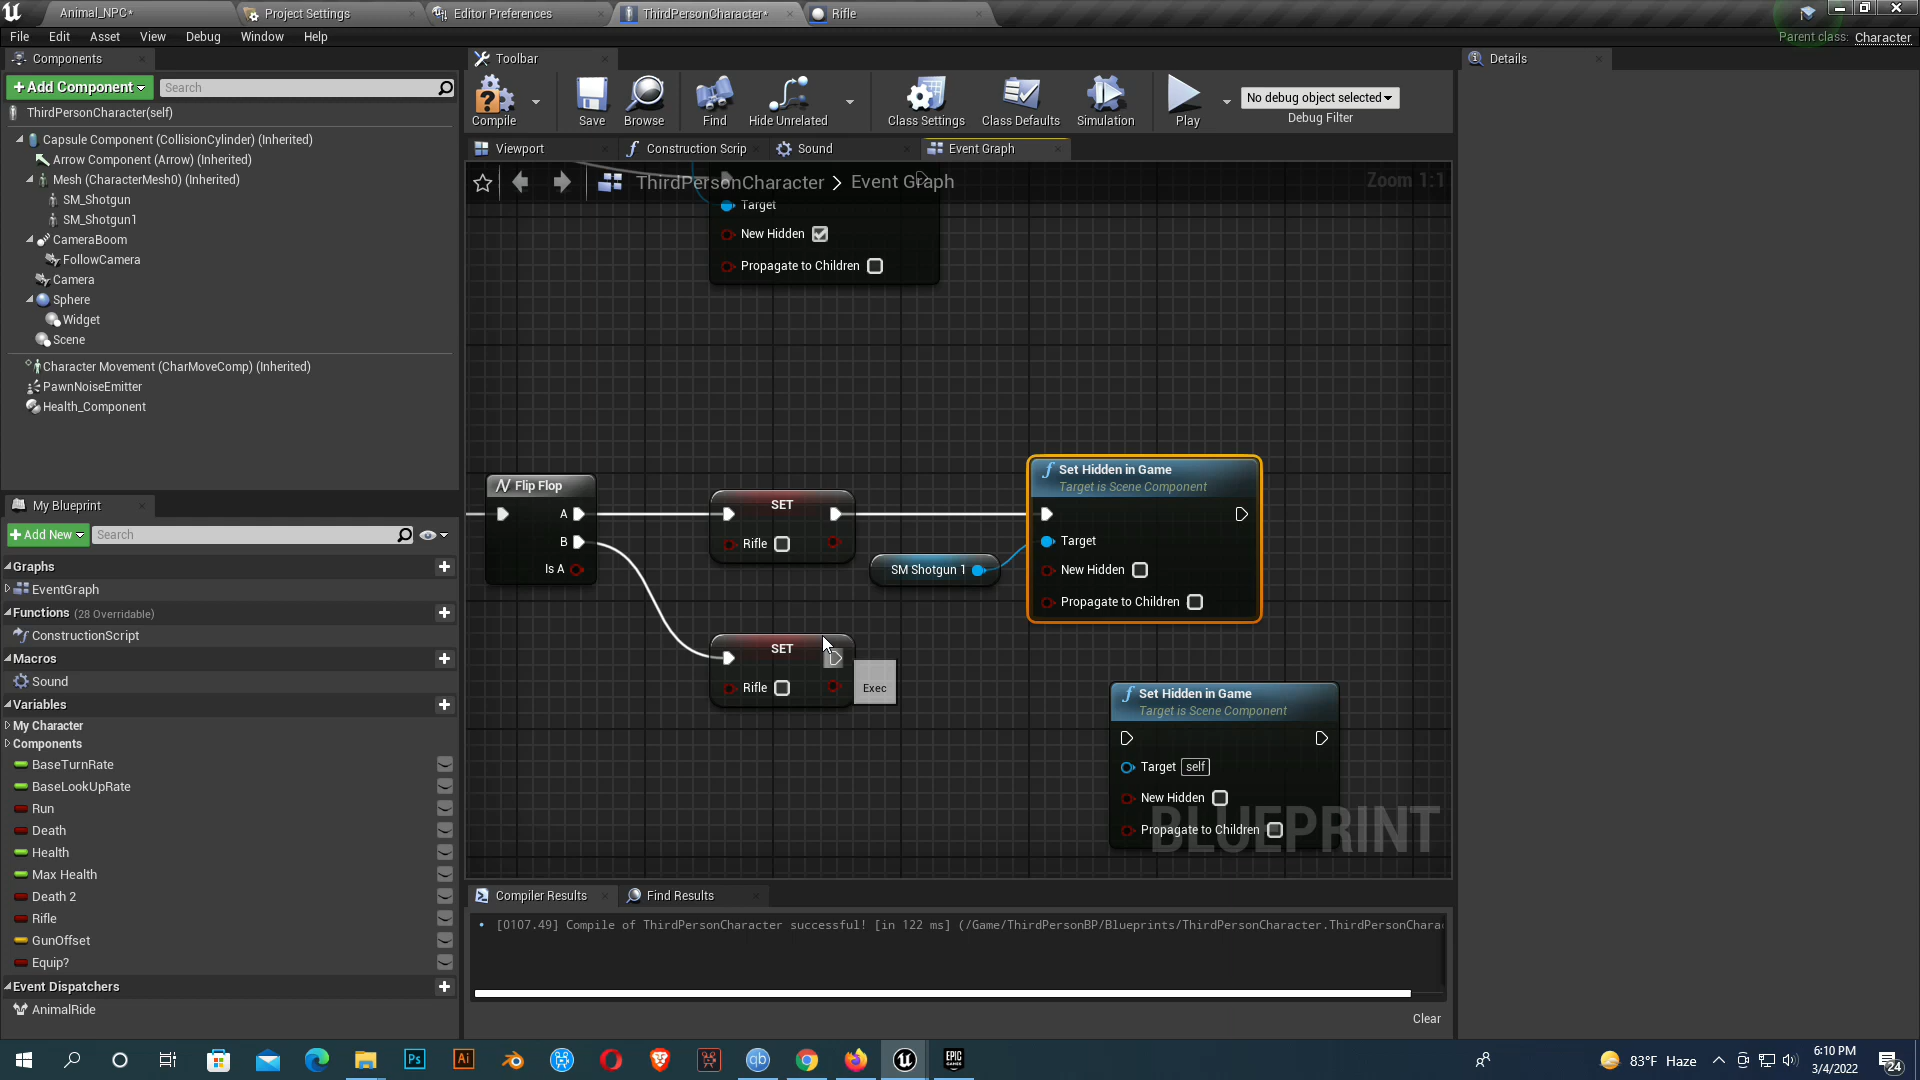 Animal_NPC*
Project Settings
Editor Preferences
ThirdPersonCharacter*
Rifle
File Edit Asset View Debug Window Help
Parent class: Character
Components
Toolbar
Details
+ Add Component
Search
ThirdPersonCharacter(self)
Capsule Component (CollisionCylinder) (Inherited)
Arrow Component (Arrow) (Inherited)
Mesh (CharacterMesh0) (Inherited)
SM_Shotgun
SM_Shotgun1
CameraBoom
FollowCamera
Camera
Sphere
Widget
Scene
Character Movement (CharMoveComp) (Inherited)
PawnNoiseEmitter
Health_Component
Compile
Save
Browse
Find
Hide Unrelated
Class Settings
Class Defaults
Simulation
Play
No debug object selected
Debug Filter
Viewport
Construction Scrip
Sound
Event Graph
ThirdPersonCharacter > Event Graph
Zoom 1:1
Target
New Hidden
Propagate to Children
Flip Flop
A
B
Is A
SET
Rifle
SM Shotgun 1
Set Hidden in Game
Target is Scene Component
Target
New Hidden
Propagate to Children
SET
Rifle
Exec
Set Hidden in Game
Target is Scene Component
Target self
New Hidden
Propagate to Children
BLUEPRINT
My Blueprint
+ Add New
Search
Graphs
EventGraph
Functions (28 Overridable)
ConstructionScript
Macros
Sound
Variables
My Character
Components
BaseTurnRate
BaseLookUpRate
Run
Death
Health
Max Health
Death 2
Rifle
GunOffset
Equip?
Event Dispatchers
AnimalRide
Compiler Results
Find Results
[0107.49] Compile of ThirdPersonCharacter successful! [in 122 ms] (/Game/ThirdPersonBP/Blueprints/ThirdPersonCharacter.ThirdPersonChara
Clear
Ps
Ai
qb
EPIC
GAMES
83°F Haze
6:10 PM
3/4/2022
24